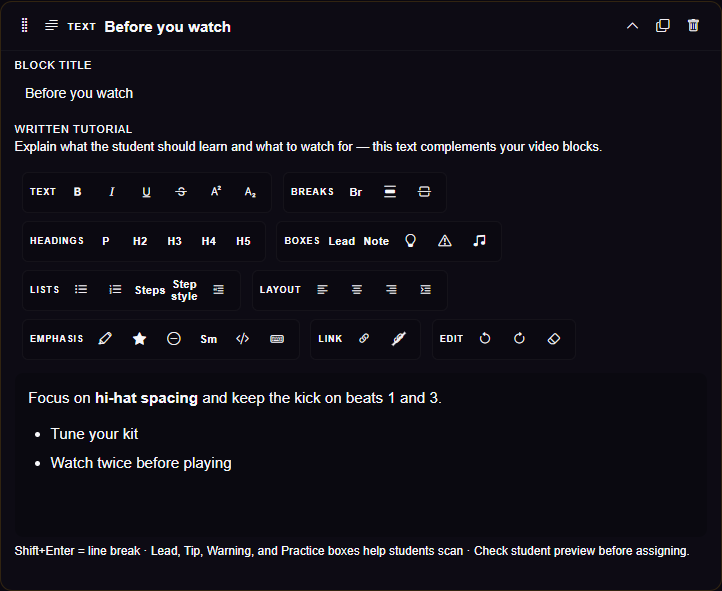 TEXT Before you watch
BLOCK TITLE
Before you watch
WRITTEN TUTORIAL
Explain what the student should learn and what to watch for — this text complements your video blocks.
TEXT B I U S A² A₂ BREAKS Br
HEADINGS P H2 H3 H4 H5 BOXES Lead Note
LISTS Steps Step style LAYOUT
EMPHASIS Sm </> LINK EDIT
Focus on hi-hat spacing and keep the kick on beats 1 and 3.
• Tune your kit
• Watch twice before playing
Shift+Enter = line break · Lead, Tip, Warning, and Practice boxes help students scan · Check student preview before assigning.